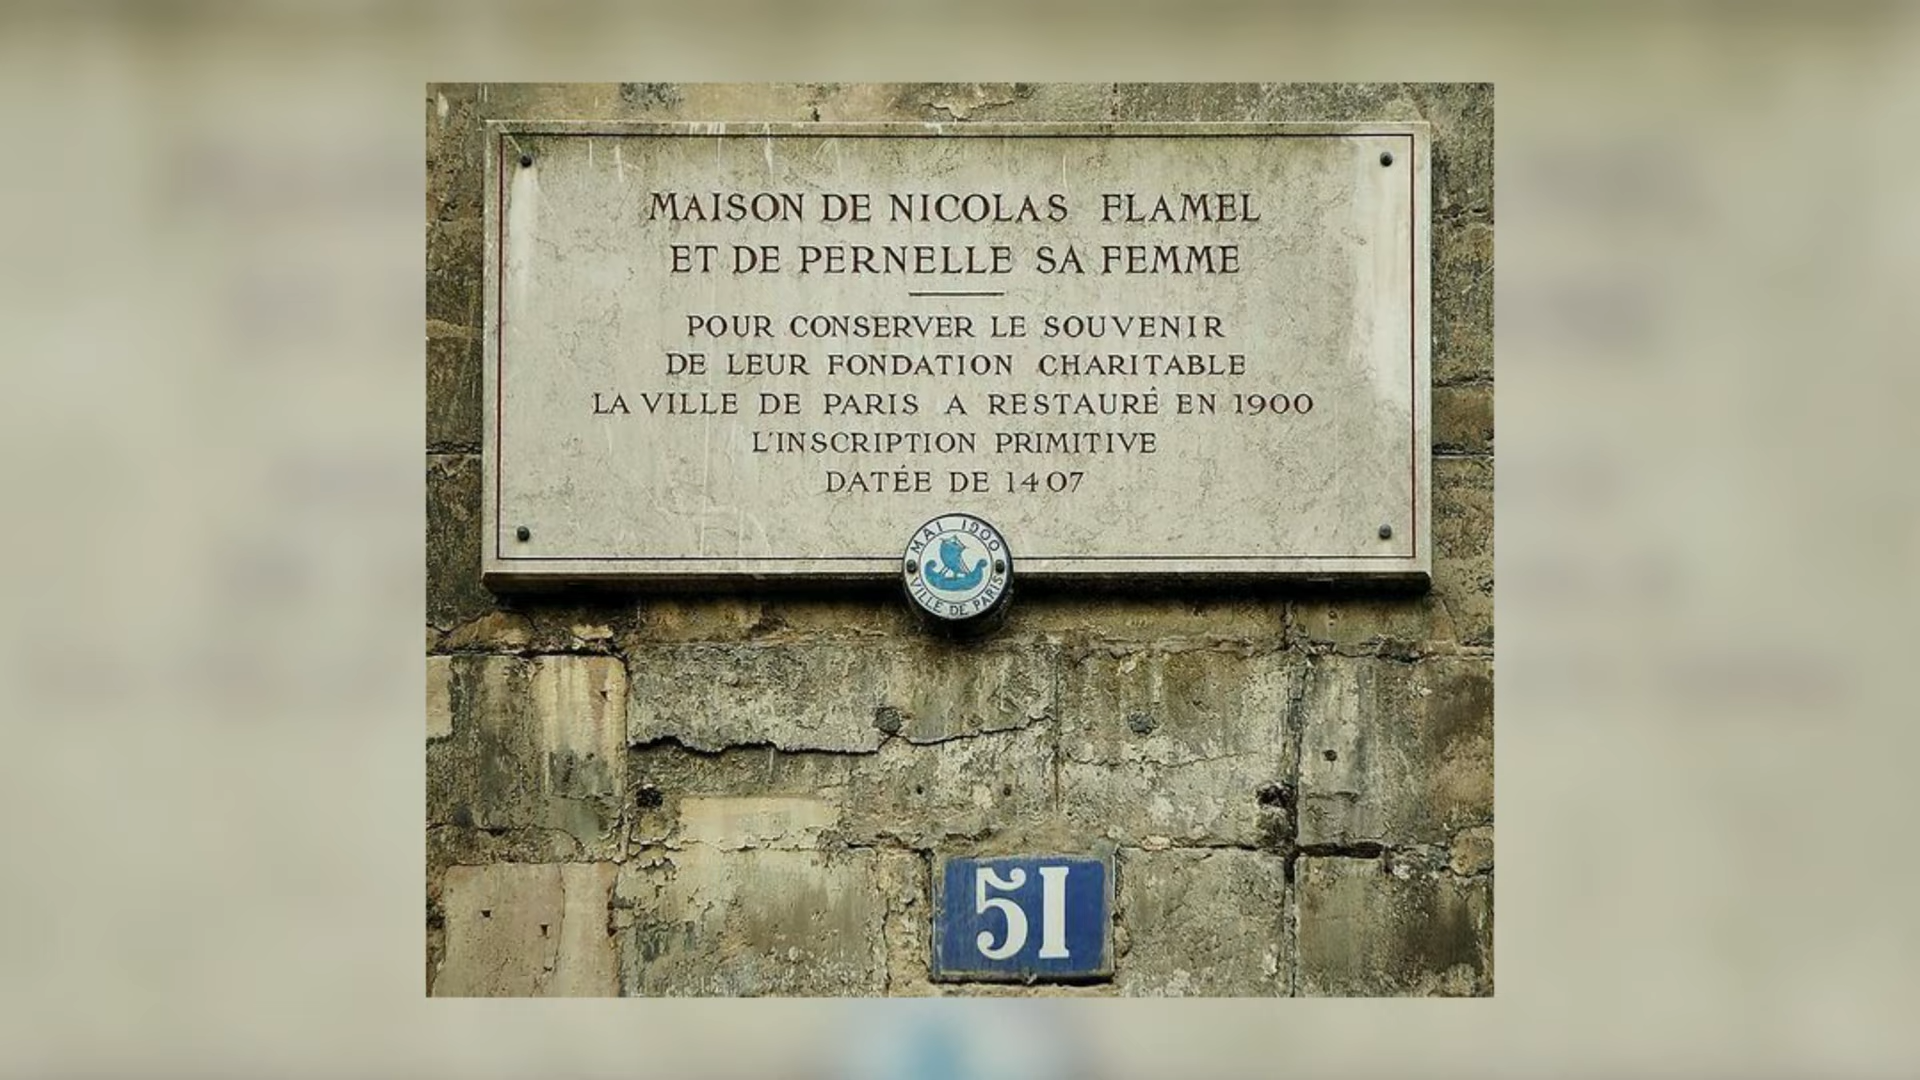 MAISON DE NICOLAS FLAMEL
ET DE PERNELLE SA FEMME
POUR CONSERVER LE SOUVENIR
DE LEUR FONDATION CHARITABLE
LA VILLE DE PARIS A RESTAURÉ EN 1900
L'INSCRIPTION PRIMITIVE
DATÉE DE 1407
MAI 1900
VILLE DE PARIS
51